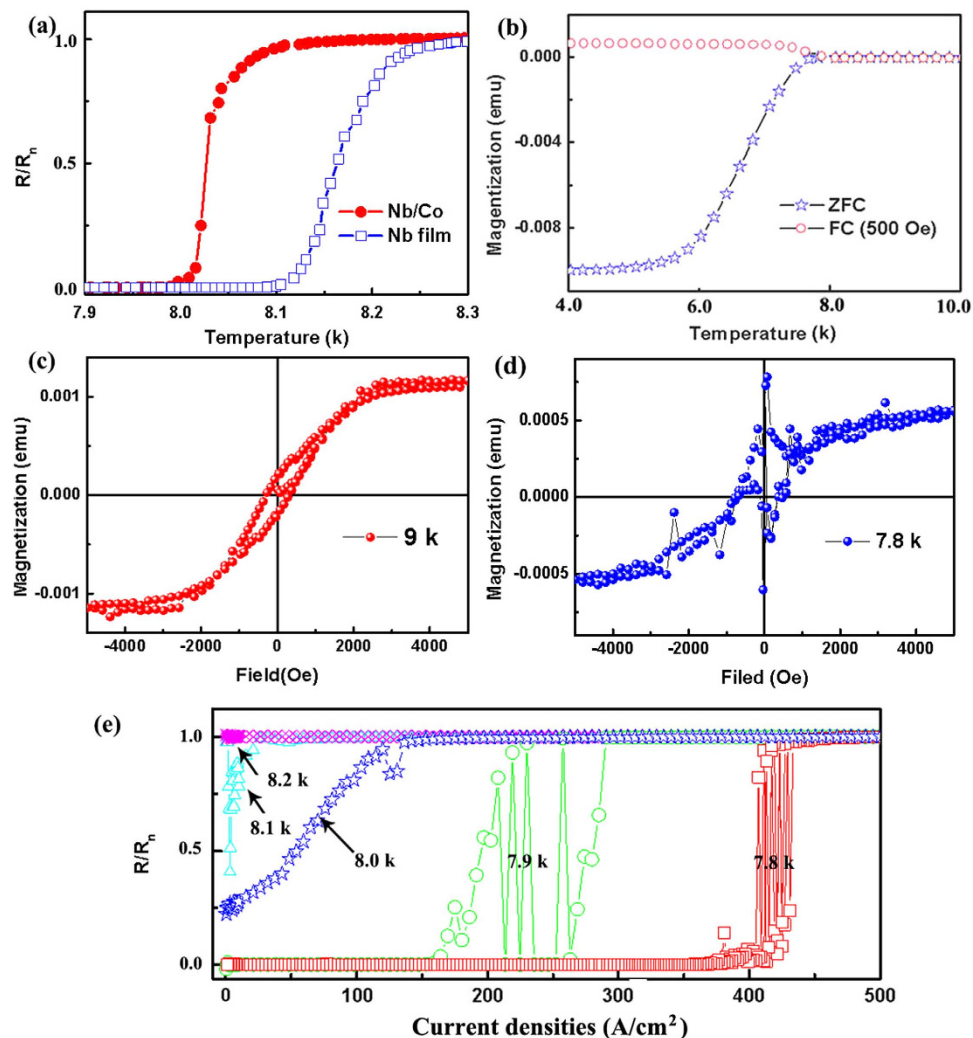 (a)
1.0
0.5
0.0
R/Rn
Nb/Co
Nb film
7.9 8.0 8.1 8.2 8.3
Temperature (k)
(b)
0.000
-0.004
-0.008
Magentization (emu)
ZFC
FC (500 Oe)
4.0 6.0 8.0 10.0
Temperature (k)
(c)
0.001
0.000
-0.001
Magnetization (emu)
9 k
-4000 -2000 0 2000 4000
Field(Oe)
(d)
0.0005
0.0000
-0.0005
Magnetization (emu)
7.8 k
-4000 -2000 0 2000 4000
Filed (Oe)
(e)
1.0
0.5
0.0
R/Rn
8.2 k
8.1 k
8.0 k
7.9 k
7.8 k
0 100 200 300 400 500
Current densities (A/cm²)